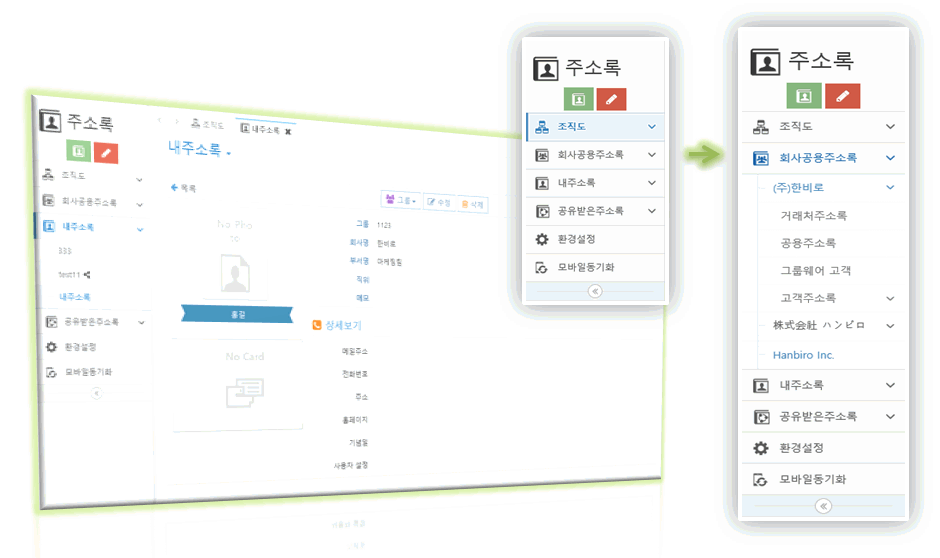 주소록
조직도
회사공용주소록
내주소록
333
test11
내주소록
공유받은주소록
환경설정
모바일동기화
조직도
내주소록
내주소록
목록
그룹
수정
삭제
No Pho
to
홍길
No Card
그룹 1123
회사명 한비로
부서명 마케팅팀
직위
메모
상세보기
메일주소
전화번호
주소
홈페이지
기념일
사용자 설정
주소록
조직도
회사공용주소록
내주소록
공유받은주소록
환경설정
모바일동기화
주소록
조직도
회사공용주소록
(주)한비로
거래처주소록
공용주소록
그룹웨어 고객
고객주소록
株式会社 ハンビロ
Hanbiro Inc.
내주소록
공유받은주소록
환경설정
모바일동기화